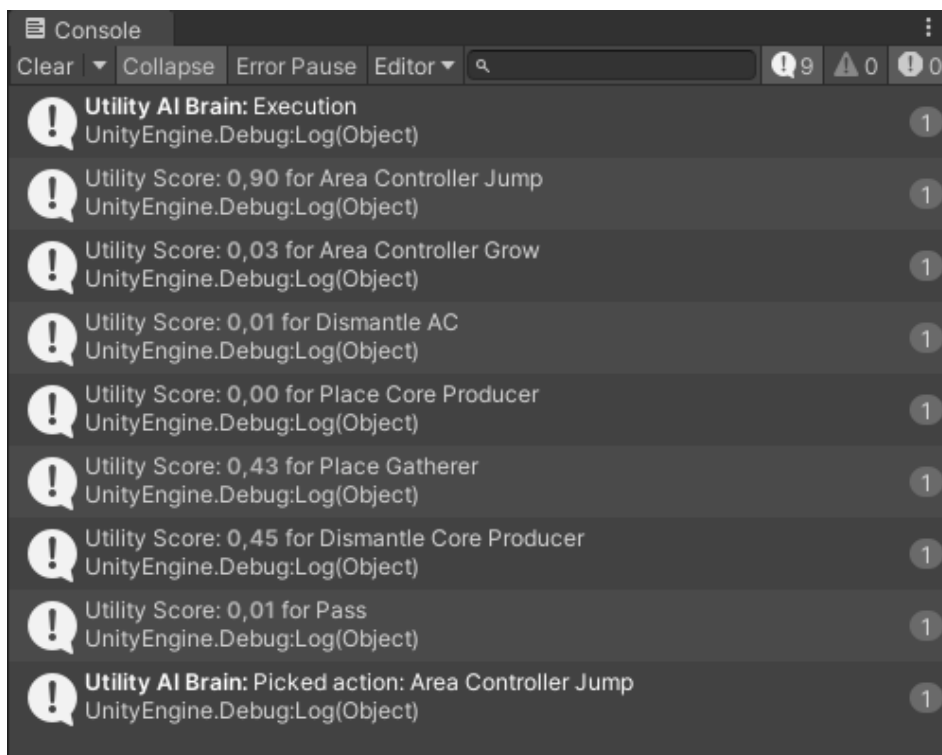 Console
Clear Collapse Error Pause Editor 9 0 0
Utility AI Brain: Execution
UnityEngine.Debug:Log(Object)
1
Utility Score: 0,90 for Area Controller Jump
UnityEngine.Debug:Log(Object)
1
Utility Score: 0,03 for Area Controller Grow
UnityEngine.Debug:Log(Object)
1
Utility Score: 0,01 for Dismantle AC
UnityEngine.Debug:Log(Object)
1
Utility Score: 0,00 for Place Core Producer
UnityEngine.Debug:Log(Object)
1
Utility Score: 0,43 for Place Gatherer
UnityEngine.Debug:Log(Object)
1
Utility Score: 0,45 for Dismantle Core Producer
UnityEngine.Debug:Log(Object)
1
Utility Score: 0,01 for Pass
UnityEngine.Debug:Log(Object)
1
Utility AI Brain: Picked action: Area Controller Jump
UnityEngine.Debug:Log(Object)
1